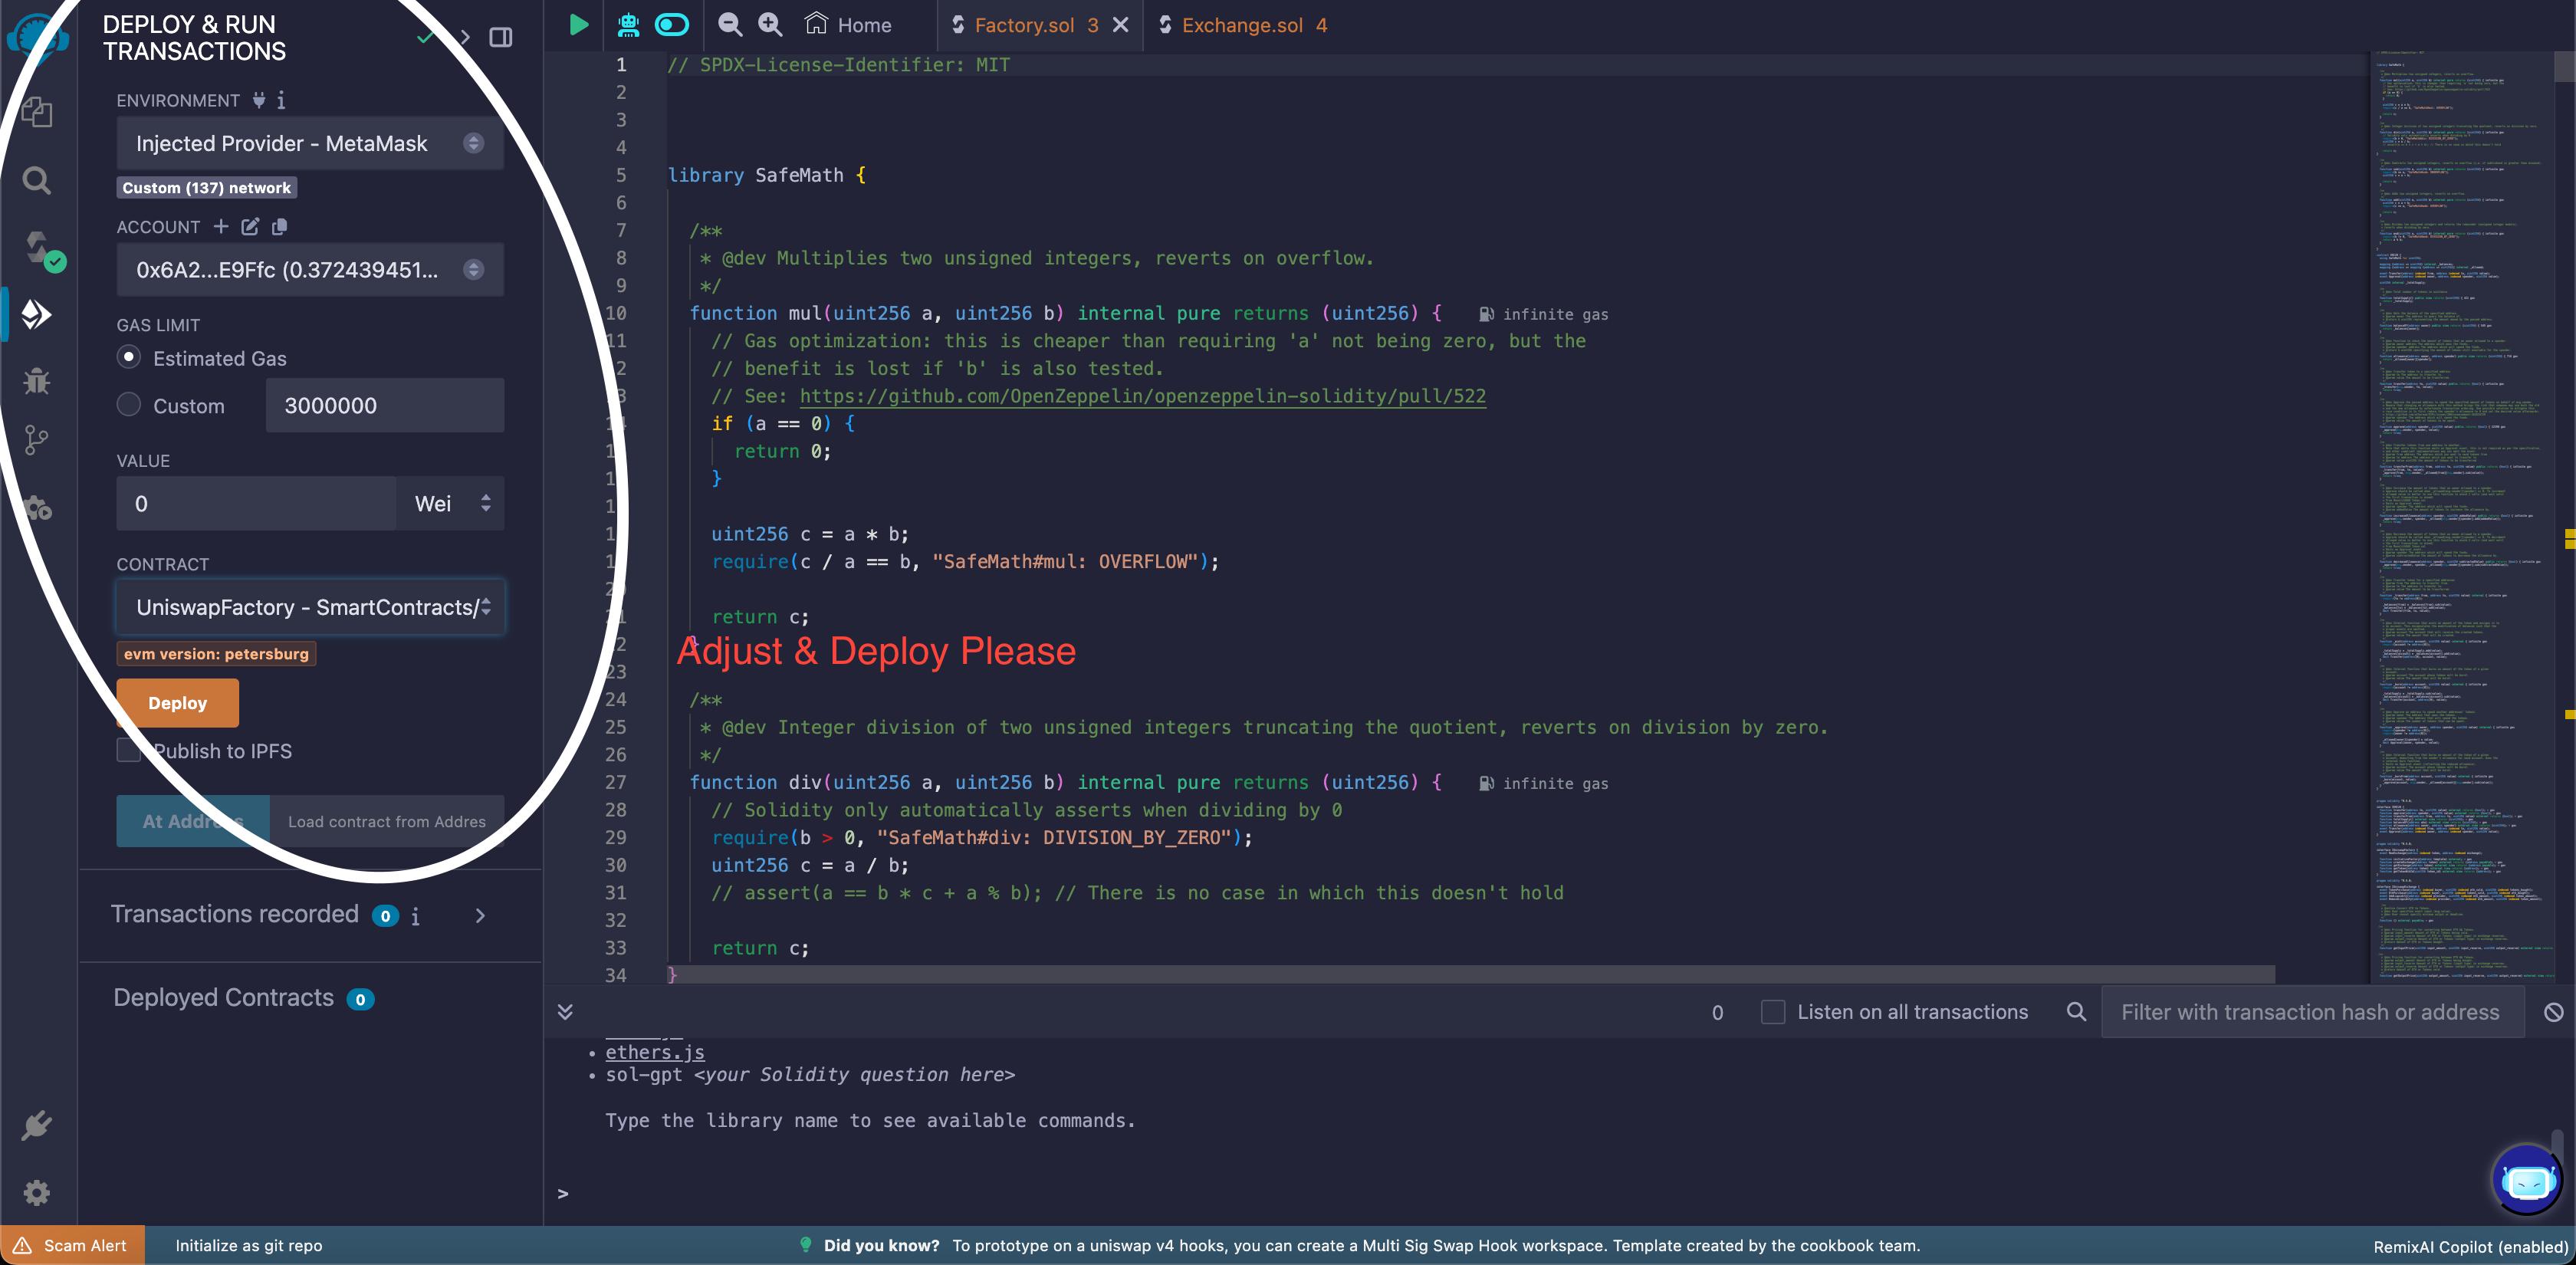 DEPLOY & RUN
TRANSACTIONS
ENVIRONMENT
Injected Provider - MetaMask
Custom (137) network
ACCOUNT
0x6A2...E9Ffc (0.372439451...
GAS LIMIT
Estimated Gas
Custom 3000000
VALUE
0 Wei
CONTRACT
UniswapFactory - SmartContracts/
evm version: petersburg
Deploy
Publish to IPFS
At Address Load contract from Addres
Transactions recorded 0
Deployed Contracts 0
Home Factory.sol 3 Exchange.sol 4
1 // SPDX-License-Identifier: MIT
2
3
4
5 library SafeMath {
6
7 /**
8 * @dev Multiplies two unsigned integers, reverts on overflow.
9 */
10 function mul(uint256 a, uint256 b) internal pure returns (uint256) { infinite gas
11 // Gas optimization: this is cheaper than requiring 'a' not being zero, but the
2 // benefit is lost if 'b' is also tested.
3 // See: https://github.com/OpenZeppelin/openzeppelin-solidity/pull/522
14 if (a == 0) {
1 return 0;
1 }
1
1 uint256 c = a * b;
1 require(c / a == b, "SafeMath#mul: OVERFLOW");
20
21 return c;
2 }
Adjust & Deploy Please
23
24 /**
25 * @dev Integer division of two unsigned integers truncating the quotient, reverts on division by zero.
26 */
27 function div(uint256 a, uint256 b) internal pure returns (uint256) { infinite gas
28 // Solidity only automatically asserts when dividing by 0
29 require(b > 0, "SafeMath#div: DIVISION_BY_ZERO");
30 uint256 c = a / b;
31 // assert(a == b * c + a % b); // There is no case in which this doesn't hold
32
33 return c;
34 }
0 Listen on all transactions Filter with transaction hash or address
• ethers.js
• sol-gpt <your Solidity question here>
Type the library name to see available commands.
>
Scam Alert Initialize as git repo Did you know? To prototype on a uniswap v4 hooks, you can create a Multi Sig Swap Hook workspace. Template created by the cookbook team. RemixAI Copilot (enabled)